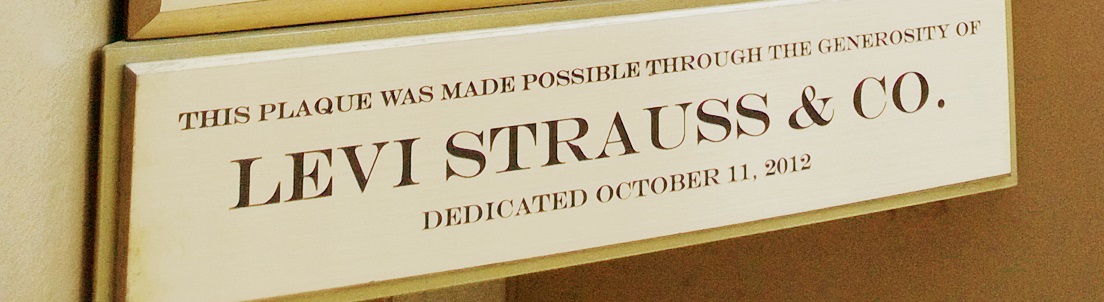 THIS PLAQUE WAS MADE POSSIBLE THROUGH THE GENEROSITY OF
LEVI STRAUSS & CO.
DEDICATED OCTOBER 11, 2012